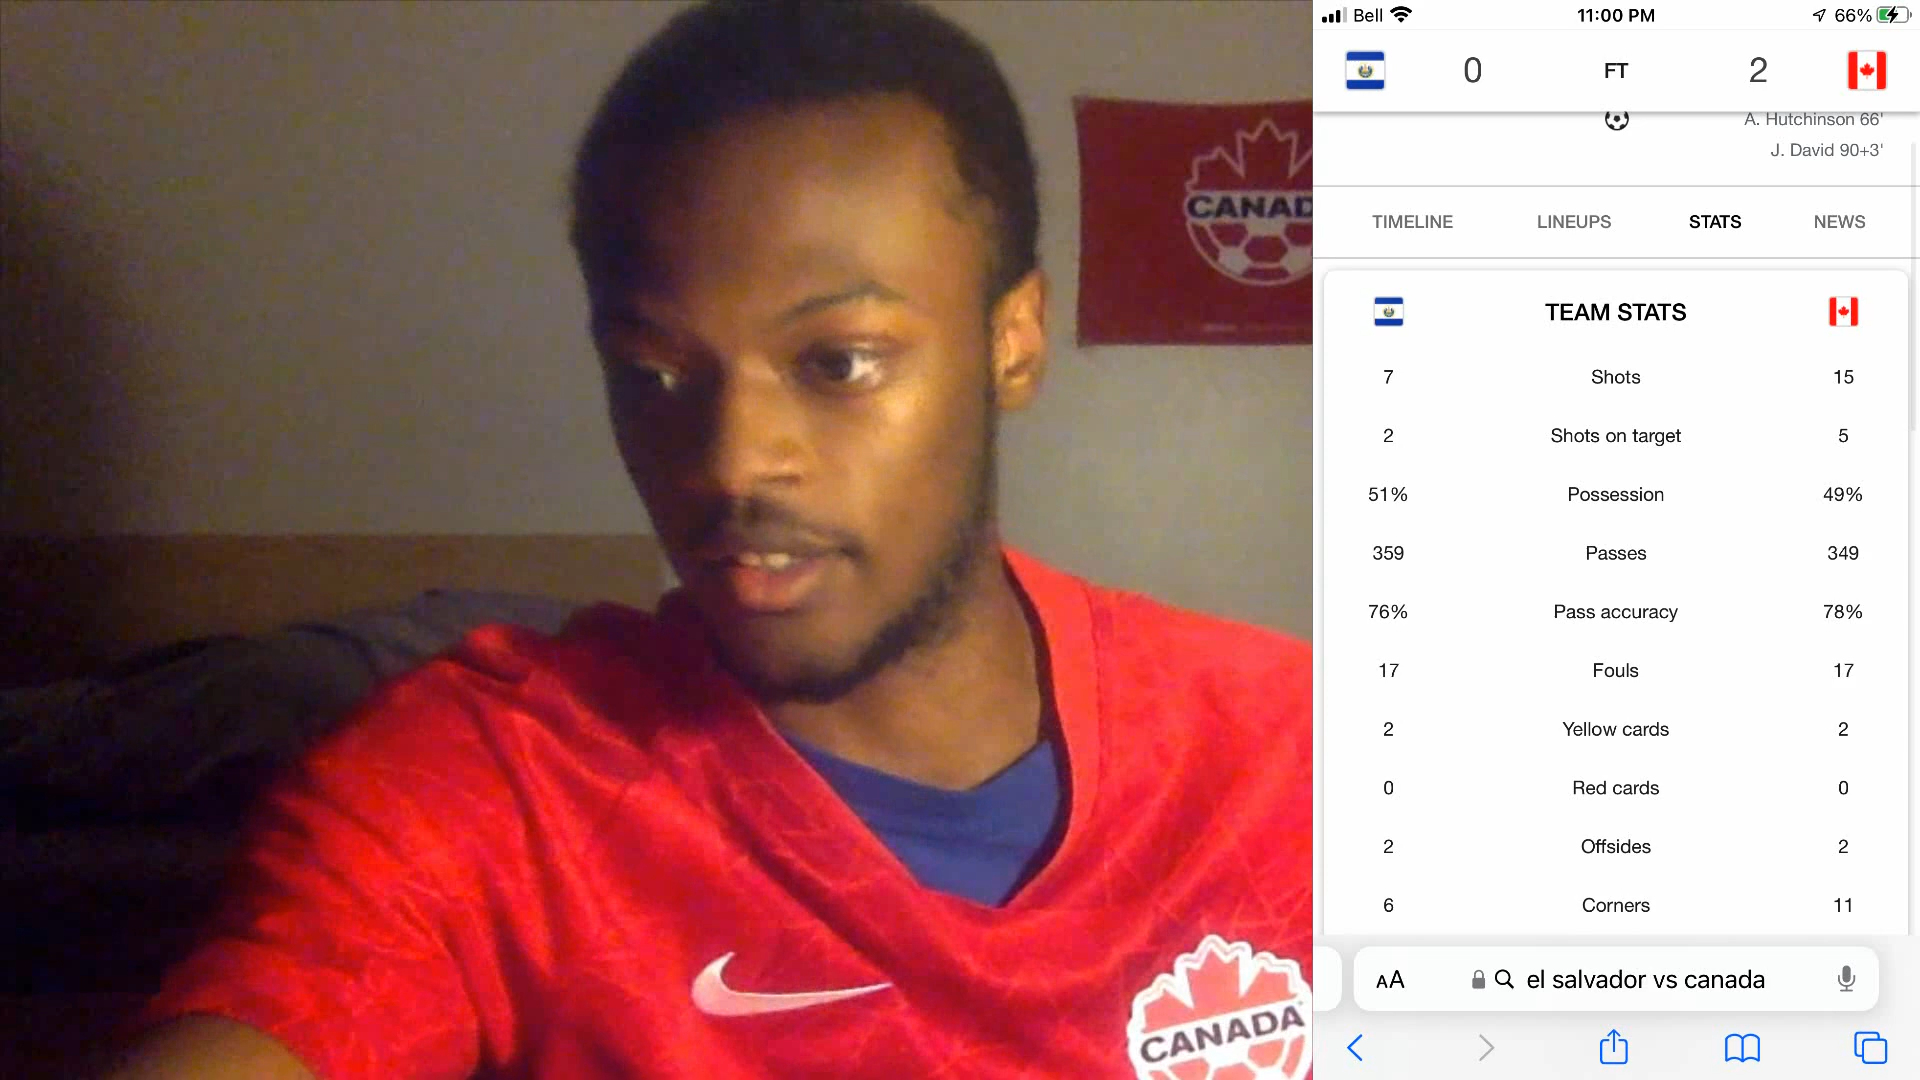 CANAD
CANADA
Bell
11:00 PM
66%
0
FT
2
A. Hutchinson 66'
J. David 90+3'
TIMELINE
LINEUPS
STATS
NEWS
TEAM STATS
7 Shots 15
2 Shots on target 5
51% Possession 49%
359 Passes 349
76% Pass accuracy 78%
17 Fouls 17
2 Yellow cards 2
0 Red cards 0
2 Offsides 2
6 Corners 11
AA
el salvador vs canada